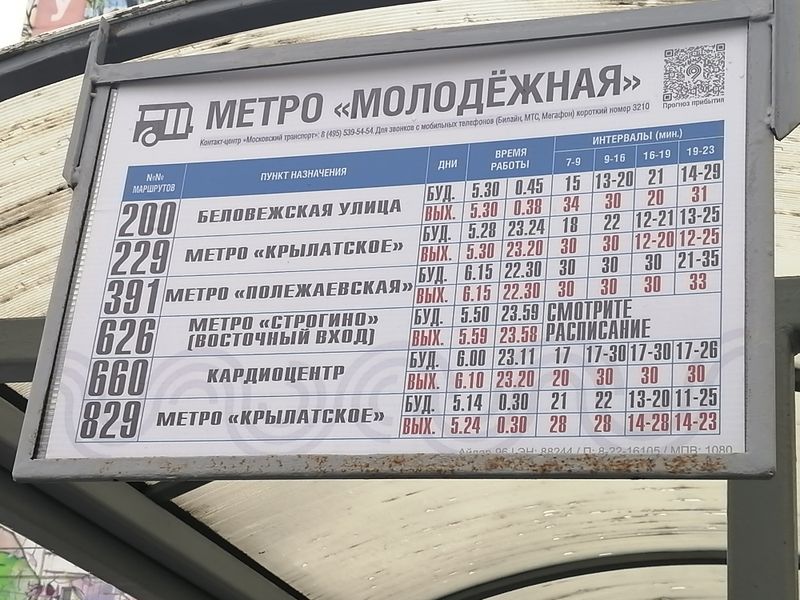 МЕТРО «МОЛОДЁЖНАЯ»
Прогноз прибытия
Контакт-центр «Московский транспорт»: 8 (495) 539-54-54. Для звонков с мобильных телефонов (Билайн, МТС, Мегафон) короткий номер 3210
№№ МАРШРУТОВ ПУНКТ НАЗНАЧЕНИЯ ДНИ ВРЕМЯ РАБОТЫ ИНТЕРВАЛЫ (мин.)
7-9 9-16 16-19 19-23
200 БЕЛОВЕЖСКАЯ УЛИЦА БУД. 5.30 0.45 15 13-20 21 14-29
ВЫХ. 5.30 0.38 34 30 20 31
229 МЕТРО «КРЫЛАТСКОЕ» БУД. 5.28 23.24 18 22 12-21 13-25
ВЫХ. 5.30 23.20 30 30 12-20 12-25
391 МЕТРО «ПОЛЕЖАЕВСКАЯ» БУД. 6.15 22.30 30 30 30 21-35
ВЫХ. 6.15 22.30 30 30 30 33
626 МЕТРО «СТРОГИНО» БУД. 5.50 23.59 СМОТРИТЕ
(ВОСТОЧНЫЙ ВХОД) ВЫХ. 5.59 23.58 РАСПИСАНИЕ
660 КАРДИОЦЕНТР БУД. 6.00 23.11 17 17-30 17-30 17-26
ВЫХ. 6.10 23.20 20 30 30 30
829 МЕТРО «КРЫЛАТСКОЕ» БУД. 5.14 0.30 21 22 13-20 11-25
ВЫХ. 5.24 0.30 28 28 14-28 14-23
88244 / П: 8-22-16105 / МПВ: 1080